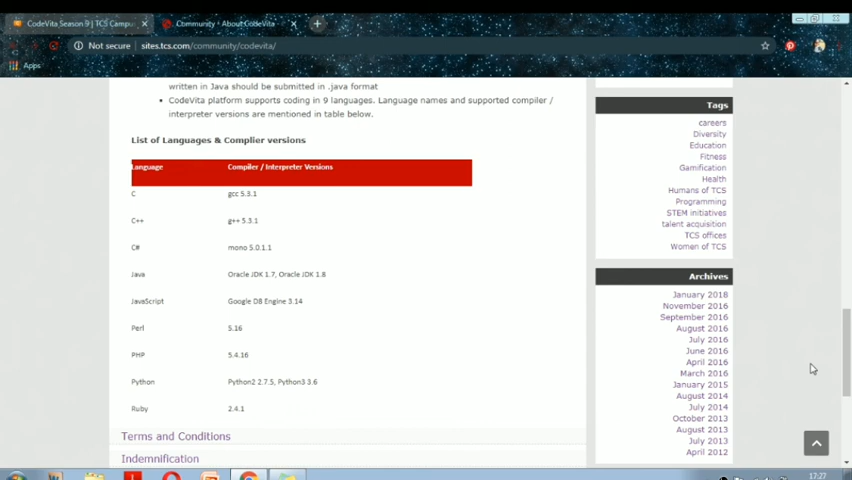 CodeVita Season 9 | TCS Campu
Community - About CodeVita
Not secure | sites.tcs.com/community/codevita/
Apps
written in Java should be submitted in .java format
CodeVita platform supports coding in 9 languages. Language names and supported compiler /
interpreter versions are mentioned in table below.
List of Languages & Complier versions
Language Compiler / Interpreter Versions
C gcc 5.3.1
C++ g++ 5.3.1
C# mono 5.0.1.1
Java Oracle JDK 1.7, Oracle JDK 1.8
JavaScript Google D8 Engine 3.14
Perl 5.16
PHP 5.4.16
Python Python2 2.7.5, Python3 3.6
Ruby 2.4.1
Terms and Conditions
Indemnification
Tags
careers
Diversity
Education
Fitness
Gamification
Health
Humans of TCS
Programming
STEM initiatives
talent acquisition
TCS offices
Women of TCS
Archives
January 2018
November 2016
September 2016
August 2016
July 2016
June 2016
April 2016
March 2016
January 2015
August 2014
July 2014
October 2013
August 2013
July 2013
April 2012
17:27